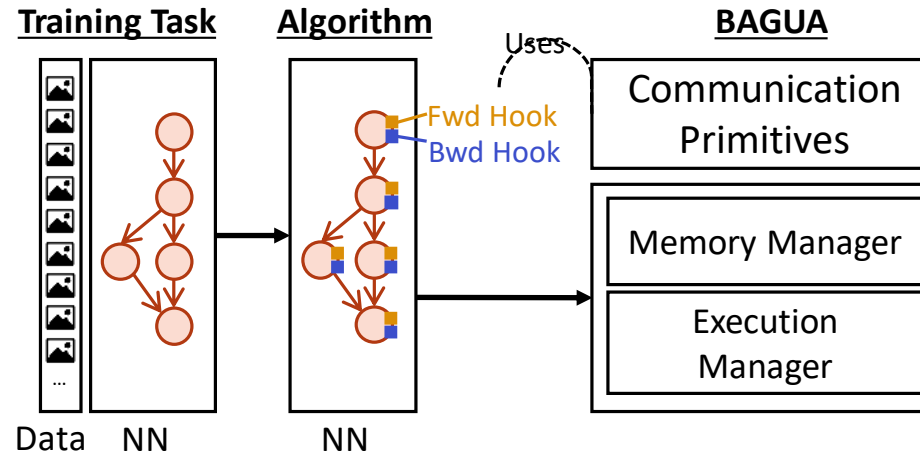 Training Task
Algorithm
BAGUA
Uses
Fwd Hook
Bwd Hook
Communication
Primitives
Memory Manager
Execution
Manager
...
Data
NN
NN